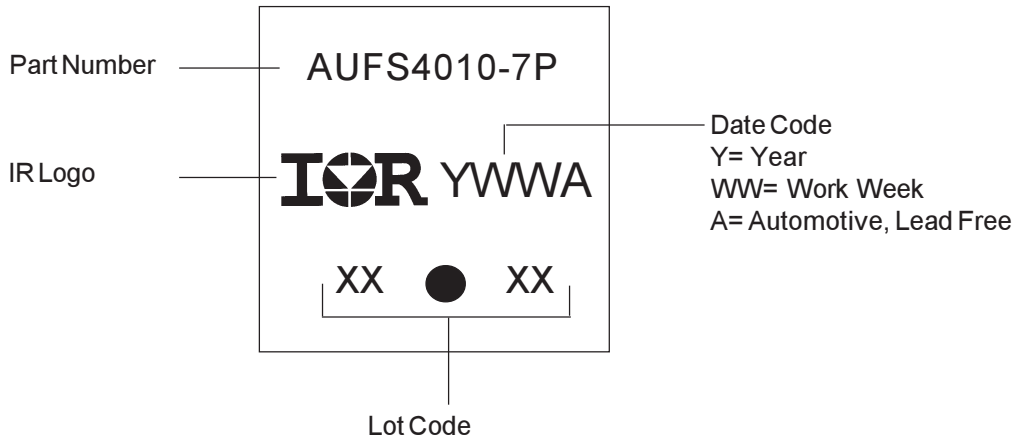 Part Number
AUFS4010-7P
IR Logo
IOR YWWA
Date Code
Y= Year
WW= Work Week
A= Automotive, Lead Free
XX XX
Lot Code